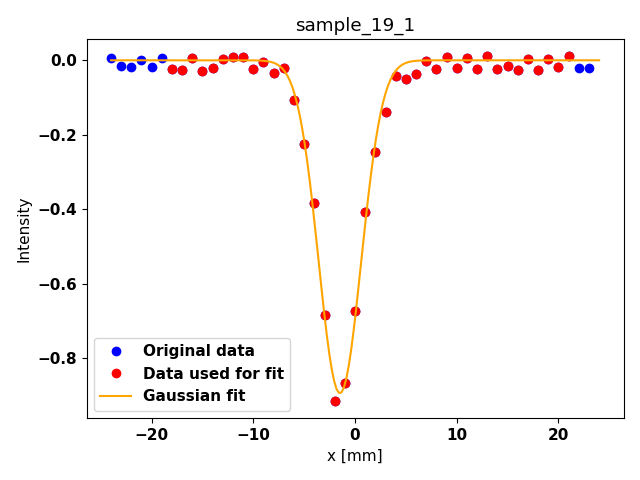 sample_19_1
0.0
−0.2
−0.4
−0.6
−0.8
Intensity
Original data
Data used for fit
Gaussian fit
−20
−10
0
10
20
x [mm]